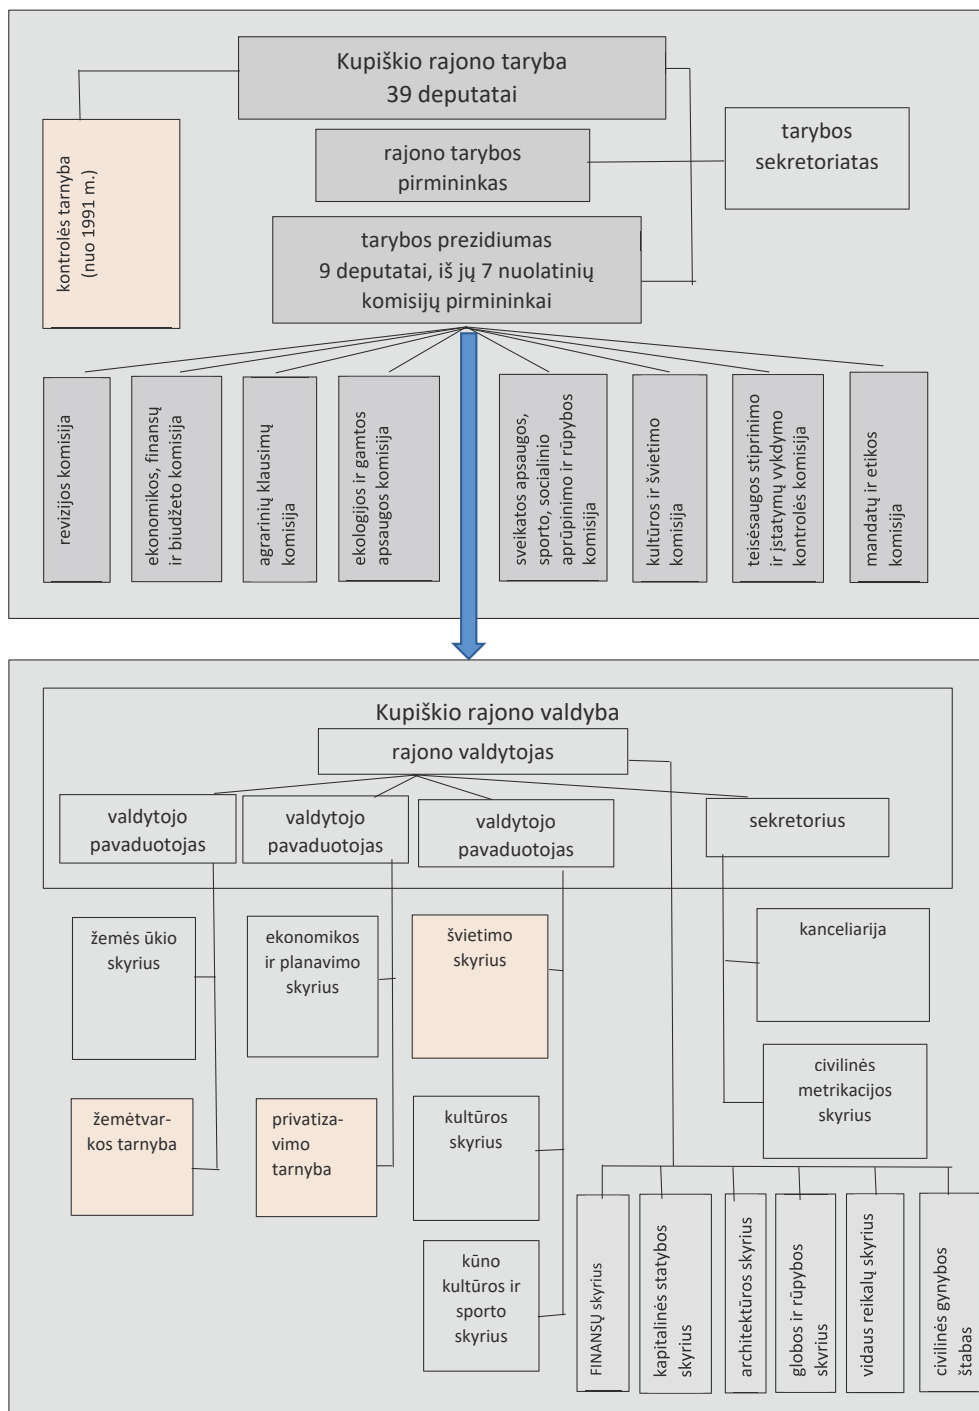 Kupiškio rajono taryba
39 deputatai
kontrolės tarnyba
(nuo 1991 m.)
rajono tarybos
pirmininkas
tarybos
sekretoriatas
tarybos prezidiumas
9 deputatai, iš jų 7 nuolatinių
komisijų pirmininkai
revizijos komisija
ekonomikos, finansų
ir biudžeto komisija
agrarinių klausimų
komisija
ekologijos ir gamtos
apsaugos komisija
sveikatos apsaugos,
sporto, socialinio
aprūpinimo ir rūpybos
komisija
kultūros ir švietimo
komisija
teisėsaugos stiprinimo
ir įstatymų vykdymo
kontrolės komisija
mandatų ir etikos
komisija
Kupiškio rajono valdyba
rajono valdytojas
valdytojo
pavaduotojas
valdytojo
pavaduotojas
valdytojo
pavaduotojas
sekretorius
žemės ūkio
skyrius
ekonomikos
ir planavimo
skyrius
švietimo
skyrius
kanceliarija
civilinės
metrikacijos
skyrius
žemėtvar-
kos tarnyba
privatiza-
vimo
tarnyba
kultūros
skyrius
kūno
kultūros ir
sporto
skyrius
FINANSŲ skyrius
kapitalinės statybos
skyrius
architektūros skyrius
globos ir rūpybos
skyrius
vidaus reikalų skyrius
civilinės gynybos
štabas